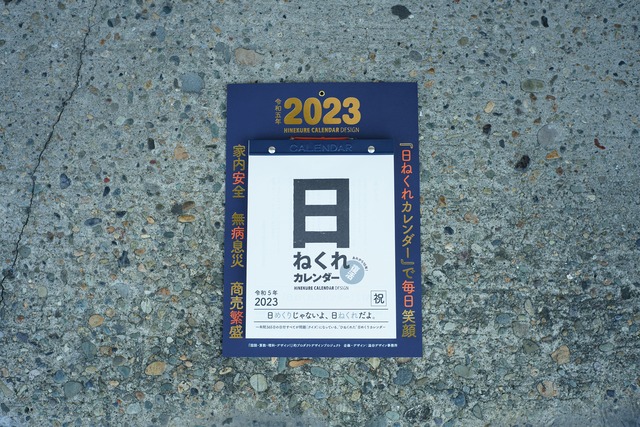 令和五年
2023
HINEKURE CALENDAR DESIGN
CALENDAR
『日ねくれカレンダー』で毎日笑顔
家内安全 無病息災 商売繁盛
日
ねくれ
カレンダー
HINEKURE CALENDAR DESIGN
令和5年
2023
祝
日めくりじゃないよ、日ねくれだよ。